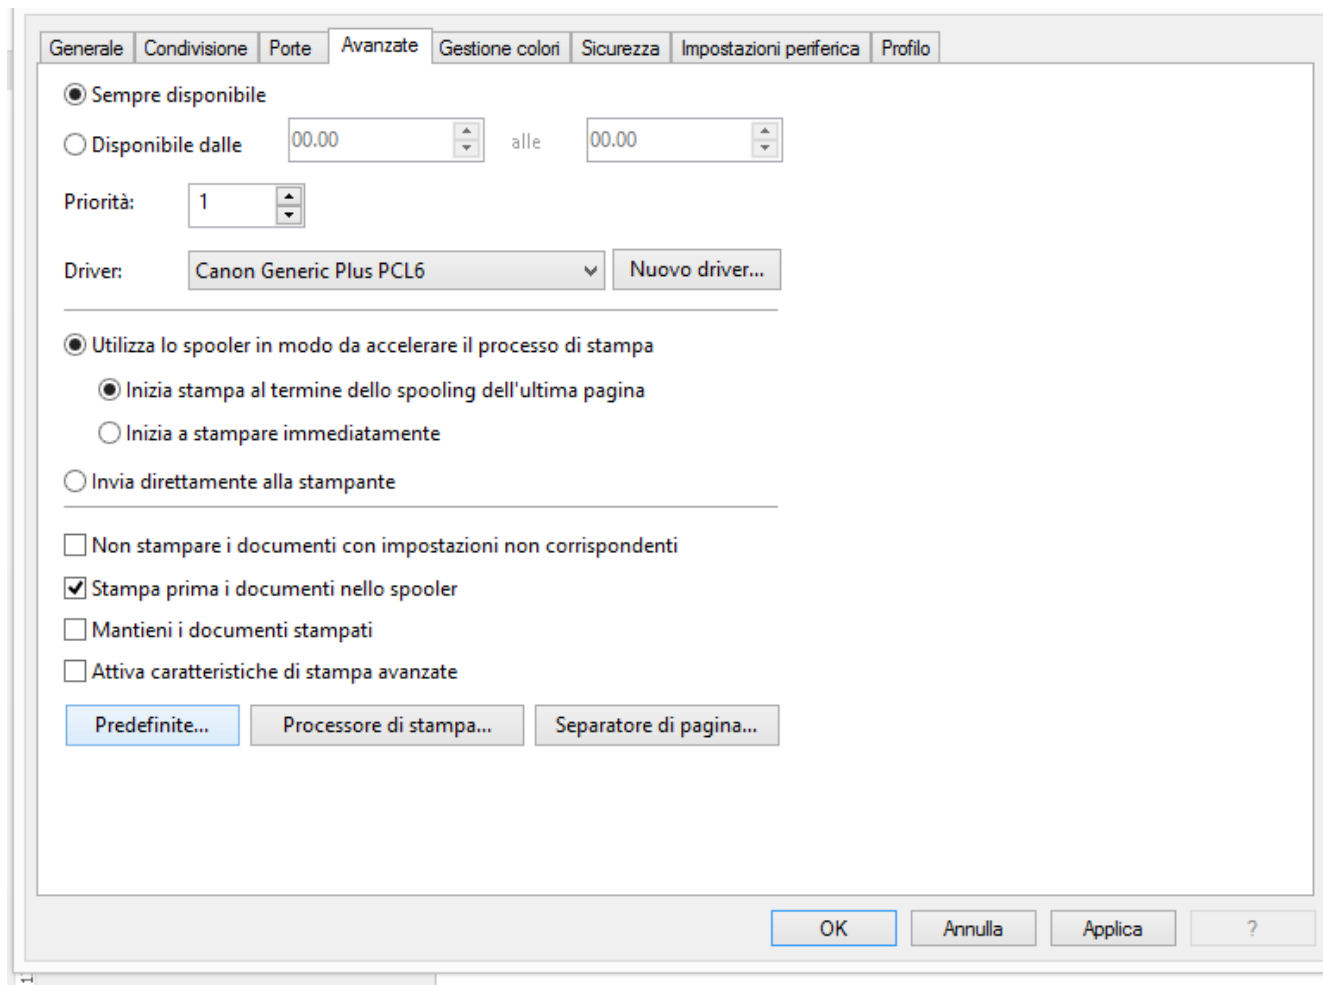 Generale Condivisione Porte Avanzate Gestione colori Sicurezza Impostazioni periferica Profilo
Sempre disponibile
Disponibile dalle 00.00 alle 00.00
Priorità: 1
Driver: Canon Generic Plus PCL6 Nuovo driver...
Utilizza lo spooler in modo da accelerare il processo di stampa
Inizia stampa al termine dello spooling dell'ultima pagina
Inizia a stampare immediatamente
Invia direttamente alla stampante
Non stampare i documenti con impostazioni non corrispondenti
Stampa prima i documenti nello spooler
Mantieni i documenti stampati
Attiva caratteristiche di stampa avanzate
Predefinite... Processore di stampa... Separatore di pagina...
OK Annulla Applica ?